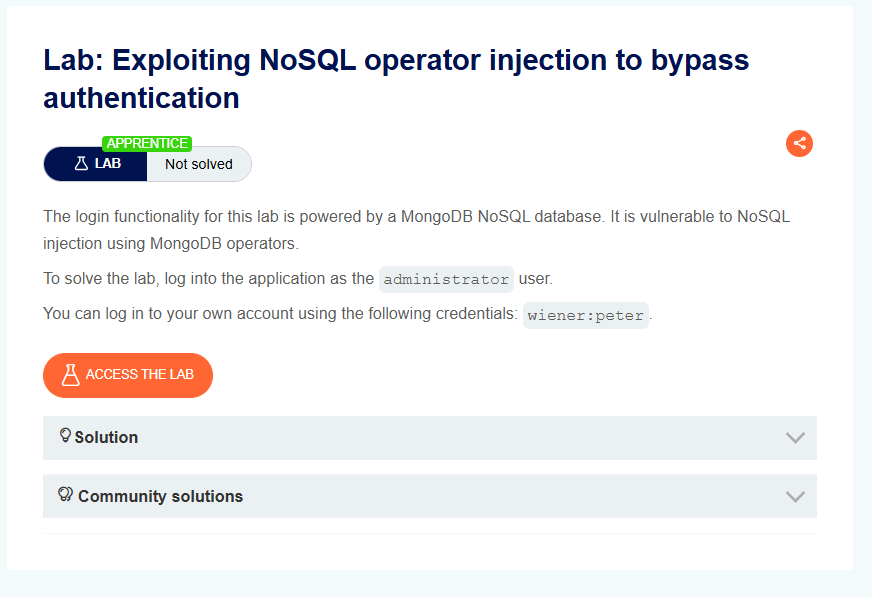 Lab: Exploiting NoSQL operator injection to bypass
authentication
APPRENTICE
LAB
Not solved
The login functionality for this lab is powered by a MongoDB NoSQL database. It is vulnerable to NoSQL
injection using MongoDB operators.
To solve the lab, log into the application as the administrator user.
You can log in to your own account using the following credentials: wiener:peter.
ACCESS THE LAB
Solution
Community solutions